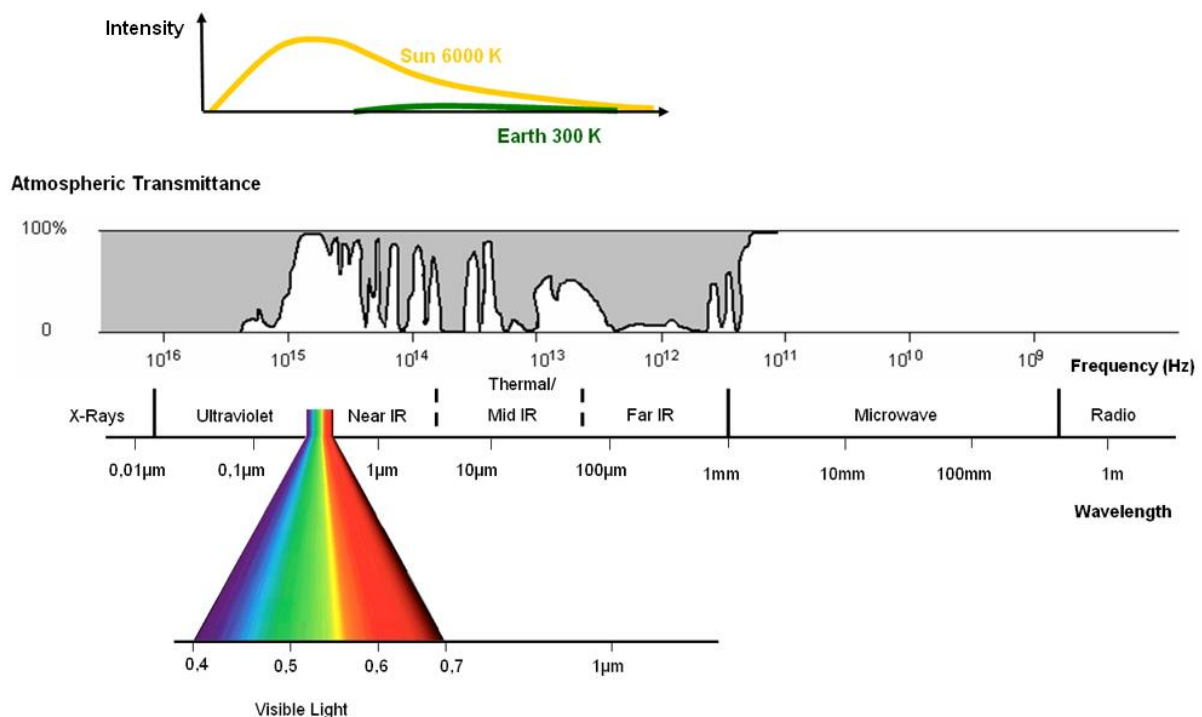 Intensity
Sun 6000 K
Earth 300 K
Atmospheric Transmittance
100%
0
10¹⁶ 10¹⁵ 10¹⁴ 10¹³ 10¹² 10¹¹ 10¹⁰ 10⁹ Frequency (Hz)
X-Rays Ultraviolet Near IR Thermal/ Mid IR Far IR Microwave Radio
0,01µm 0,1µm 1µm 10µm 100µm 1mm 10mm 100mm 1m
Wavelength
0,4 0,5 0,6 0,7 1µm
Visible Light